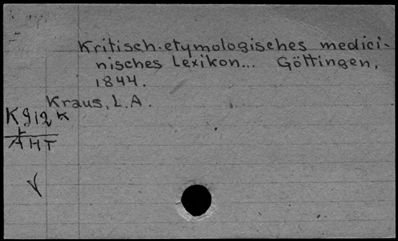 Kritisch-etymologisches medici-
nisches Lexikon... Göttingen,
1844.
Kraus, L.A.
K912k
AHT